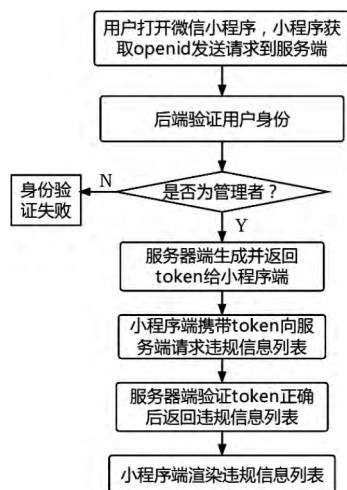 用户打开微信小程序，小程序获
取openid发送请求到服务端
后端验证用户身份
是否为管理者？
N
身份验
证失败
Y
服务器端生成并返回
token给小程序端
小程序端携带token向服
务端请求违规信息列表
服务器端验证token正确
后返回违规信息列表
小程序端渲染违规信息列表